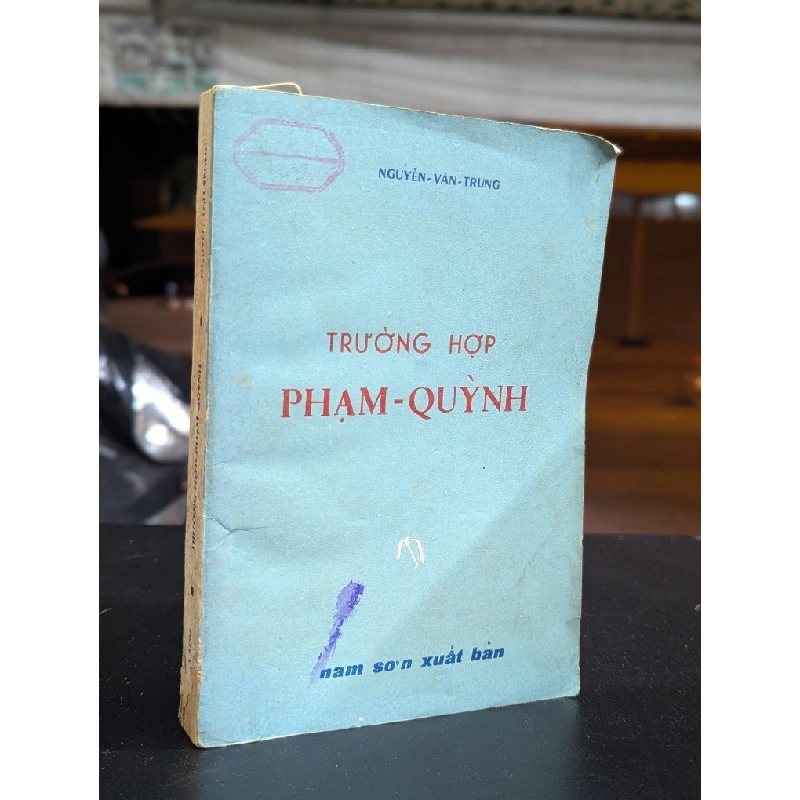 NGUYỄN-VĂN-TRUNG
TRƯỜNG HỢP
PHẠM-QUỲNH
nam sơn xuất bản